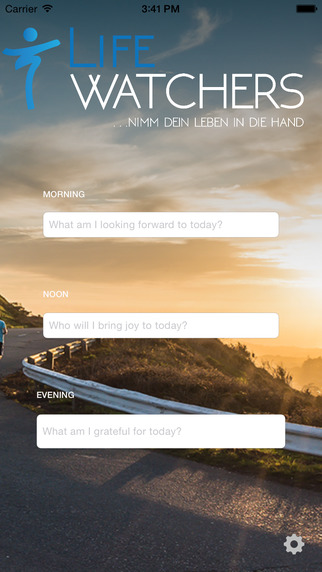 Carrier 3:41 PM
LIFE
WATCHERS
...NIMM DEIN LEBEN IN DIE HAND
MORNING
What am I looking forward to today?
NOON
Who will I bring joy to today?
EVENING
What am I grateful for today?